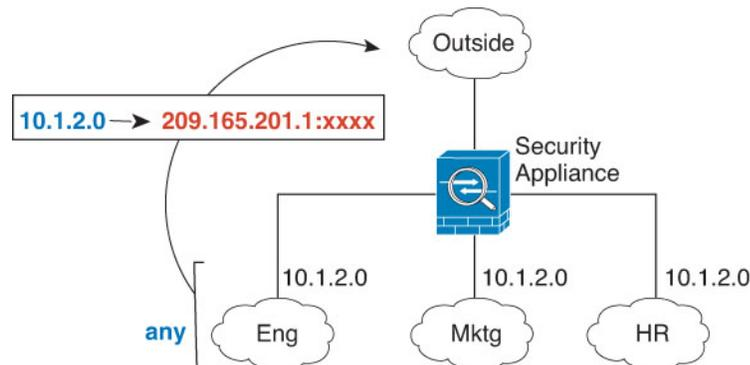 Outside
10.1.2.0 → 209.165.201.1:xxxx
Security
Appliance
10.1.2.0 10.1.2.0 10.1.2.0
any Eng Mktg HR